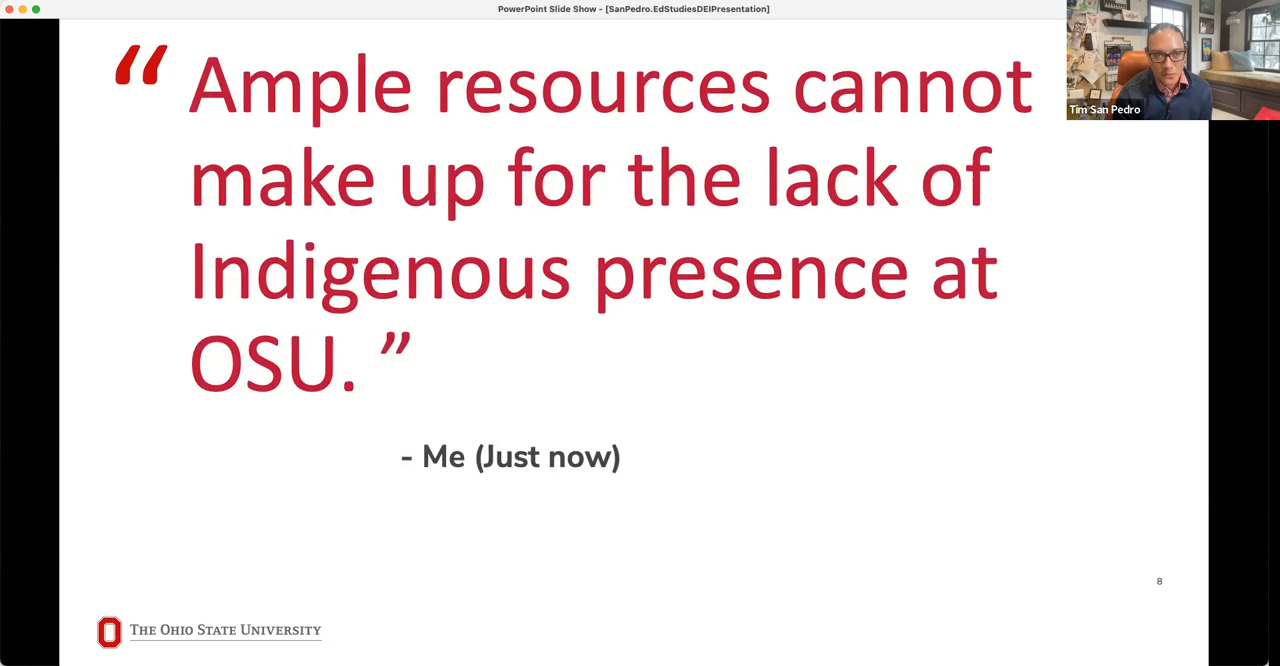 PowerPoint Slide Show - [SanPedro.EdStudiesDEIPresentation]
“ Ample resources cannot
make up for the lack of
Indigenous presence at
OSU. ”
Tim San Pedro
- Me (Just now)
8
THE OHIO STATE UNIVERSITY